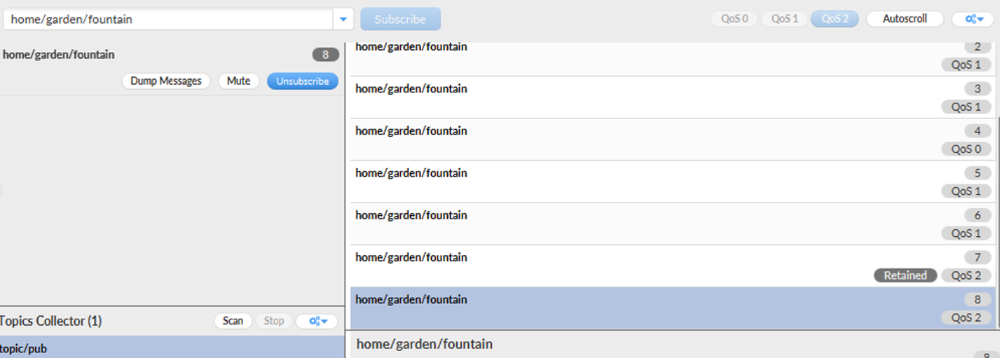 home/garden/fountain Subscribe QoS 0 QoS 1 QoS 2 Autoscroll
home/garden/fountain 8
Dump Messages Mute Unsubscribe
home/garden/fountain 2
QoS 1
home/garden/fountain 3
QoS 1
home/garden/fountain 4
QoS 0
home/garden/fountain 5
QoS 1
home/garden/fountain 6
QoS 1
home/garden/fountain 7
Retained QoS 2
home/garden/fountain 8
QoS 2
Topics Collector (1) Scan Stop
topic/pub
home/garden/fountain
8